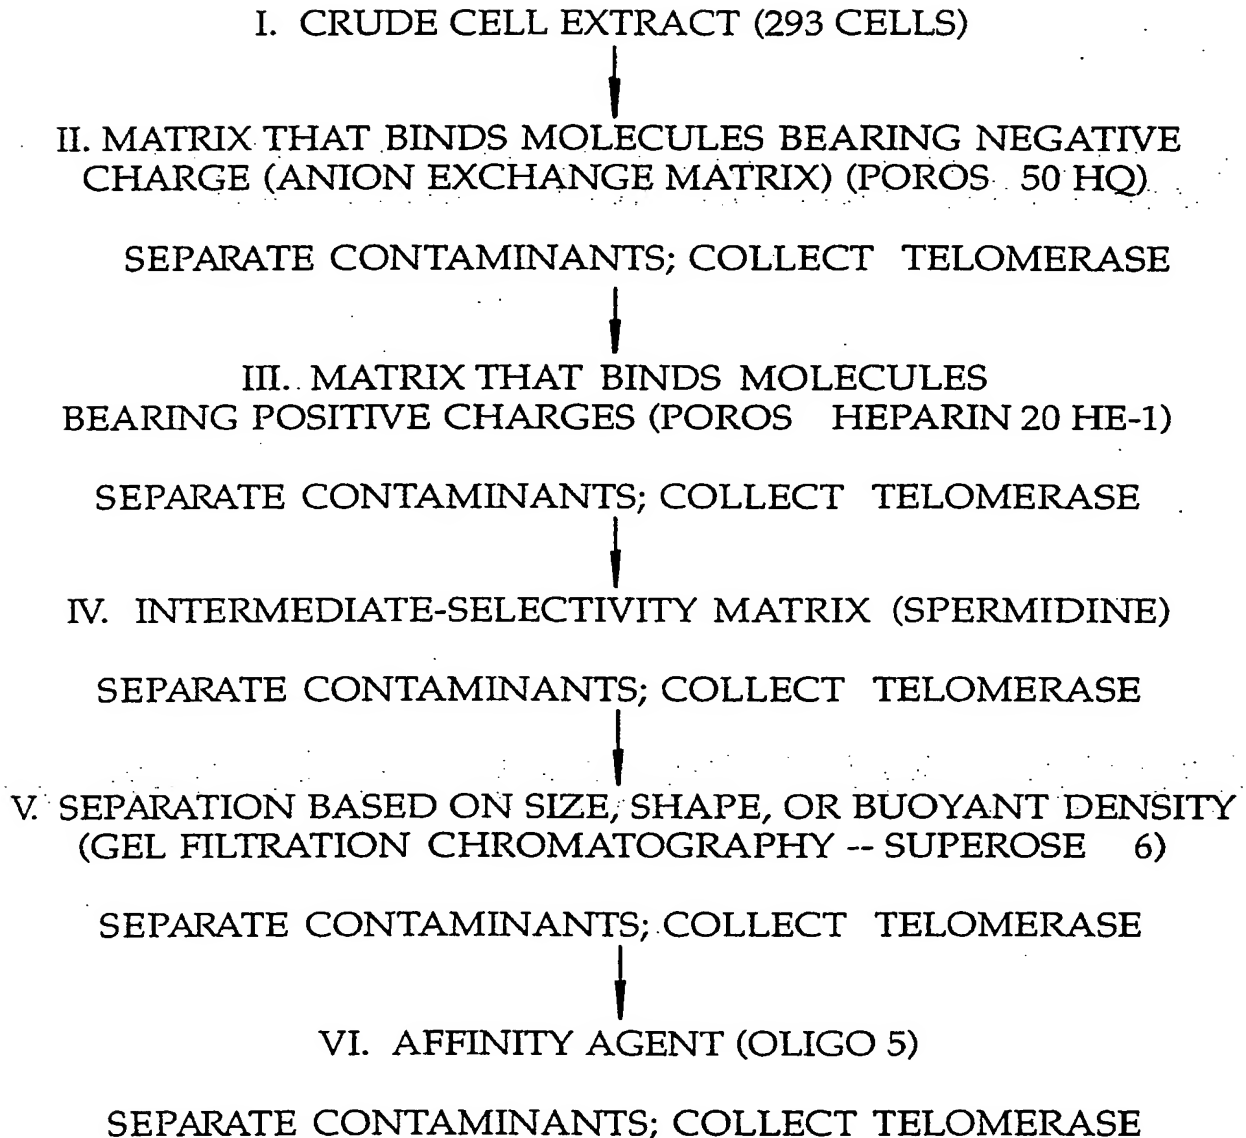 I. CRUDE CELL EXTRACT (293 CELLS)
II. MATRIX THAT BINDS MOLECULES BEARING NEGATIVE
CHARGE (ANION EXCHANGE MATRIX) (POROS 50 HQ)
SEPARATE CONTAMINANTS; COLLECT TELOMERASE
III. MATRIX THAT BINDS MOLECULES
BEARING POSITIVE CHARGES (POROS HEPARIN 20 HE-1)
SEPARATE CONTAMINANTS; COLLECT TELOMERASE
IV. INTERMEDIATE-SELECTIVITY MATRIX (SPERMIDINE)
SEPARATE CONTAMINANTS; COLLECT TELOMERASE
V. SEPARATION BASED ON SIZE, SHAPE, OR BUOYANT DENSITY
(GEL FILTRATION CHROMATOGRAPHY -- SUPEROSE 6)
SEPARATE CONTAMINANTS; COLLECT TELOMERASE
VI. AFFINITY AGENT (OLIGO 5)
SEPARATE CONTAMINANTS; COLLECT TELOMERASE